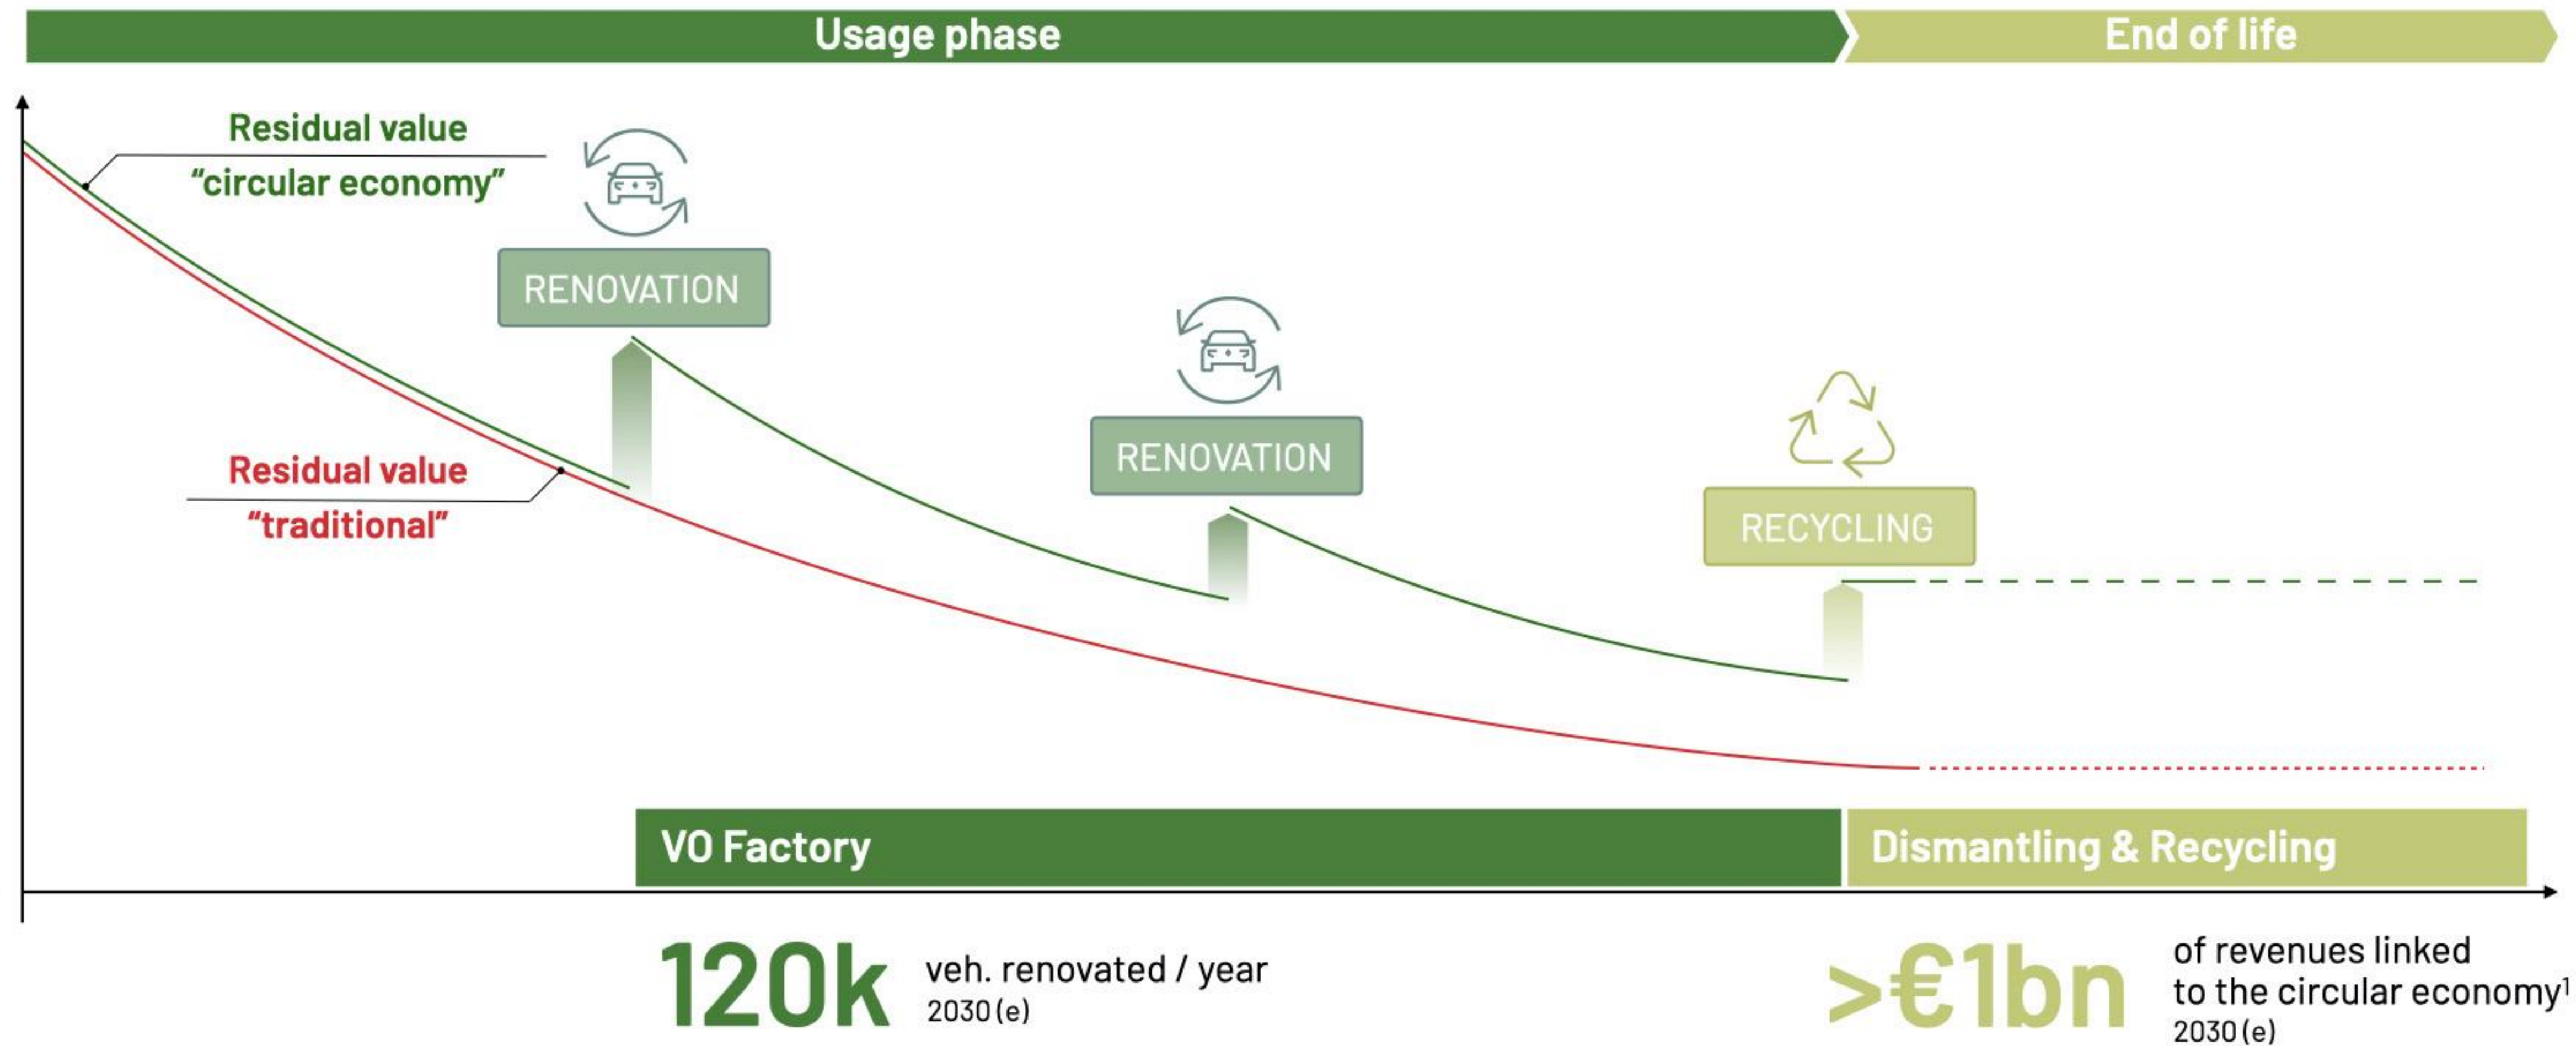 Usage phase
End of life
Residual value
“circular economy”
RENOVATION
RENOVATION
Residual value
“traditional”
RECYCLING
VO Factory
Dismantling & Recycling
120k
veh. renovated / year
2030 (e)
>€1bn
of revenues linked
to the circular economy¹
2030 (e)